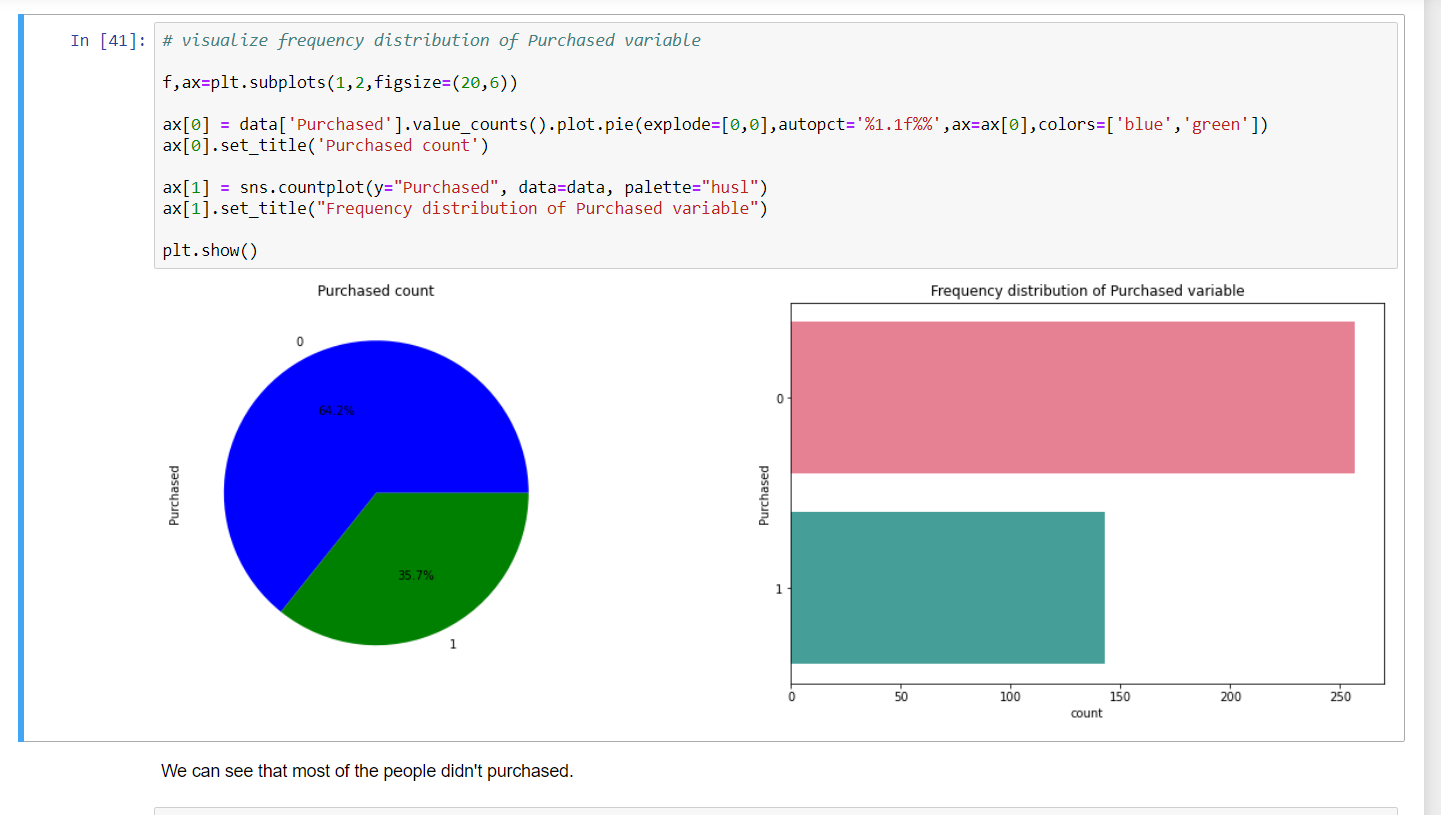 In [41]: # visualize frequency distribution of Purchased variable
f,ax=plt.subplots(1,2,figsize=(20,6))
ax[0] = data['Purchased'].value_counts().plot.pie(explode=[0,0],autopct='%1.1f%%',ax=ax[0],colors=['blue','green'])
ax[0].set_title('Purchased count')
ax[1] = sns.countplot(y="Purchased", data=data, palette="husl")
ax[1].set_title("Frequency distribution of Purchased variable")
plt.show()
Purchased count
0
64.2%
Purchased
35.7%
1
Frequency distribution of Purchased variable
0
Purchased
1
0 50 100 150 200 250
count
We can see that most of the people didn't purchased.